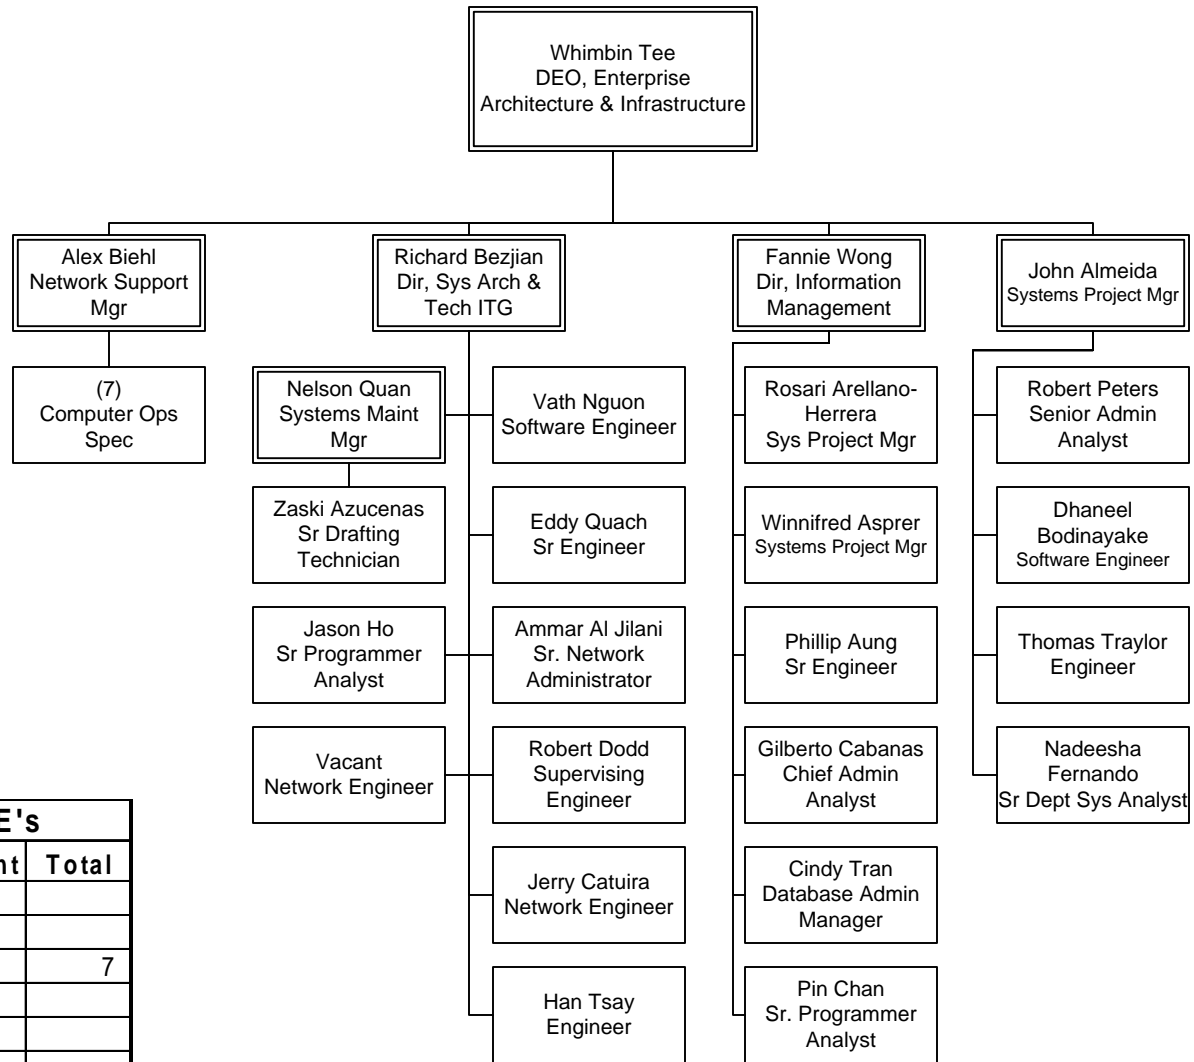 Whimbin Tee
DEO, Enterprise
Architecture & Infrastructure
Alex Biehl
Network Support
Mgr
Richard Bezjian
Dir, Sys Arch &
Tech ITG
Fannie Wong
Dir, Information
Management
John Almeida
Systems Project Mgr
(7)
Computer Ops
Spec
Nelson Quan
Systems Maint
Mgr
Vath Nguon
Software Engineer
Rosari Arellano-
Herrera
Sys Project Mgr
Robert Peters
Senior Admin
Analyst
Zaski Azucenas
Sr Drafting
Technician
Eddy Quach
Sr Engineer
Winnifred Asprer
Systems Project Mgr
Dhaneel
Bodinayake
Software Engineer
Jason Ho
Sr Programmer
Analyst
Ammar Al Jilani
Sr. Network
Administrator
Phillip Aung
Sr Engineer
Thomas Traylor
Engineer
Vacant
Network Engineer
Robert Dodd
Supervising
Engineer
Gilberto Cabanas
Chief Admin
Analyst
Nadeesha
Fernando
Sr Dept Sys Analyst
Jerry Catuira
Network Engineer
Cindy Tran
Database Admin
Manager
Han Tsay
Engineer
Pin Chan
Sr. Programmer
Analyst
E's
nt Total
7